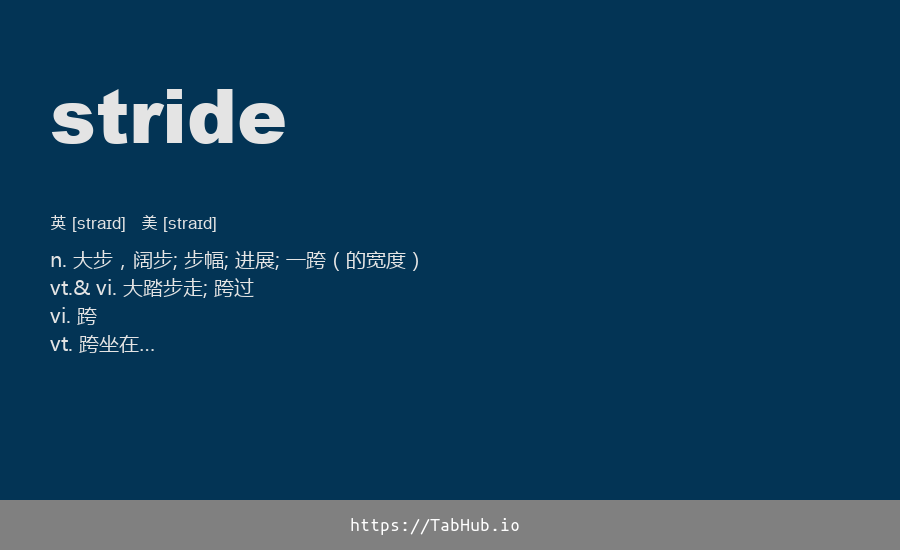 stride
英 [straɪd] 美 [straɪd]
n. 大步，阔步; 步幅; 进展; 一跨（的宽度）
vt.& vi. 大踏步走; 跨过
vi. 跨
vt. 跨坐在...
https://TabHub.io